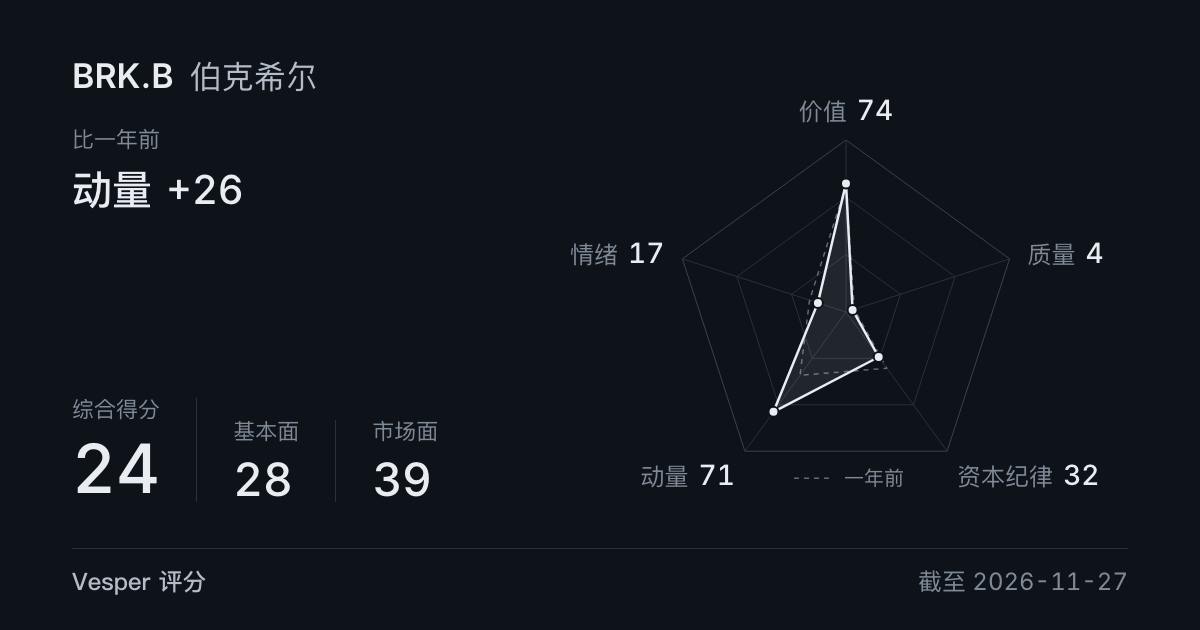 BRK.B 伯克希尔
比一年前
动量 +26
价值 74
情绪 17
质量 4
动量 71
---- 一年前
资本纪律 32
综合得分
24
基本面
28
市场面
39
Vesper 评分
截至 2026-11-27